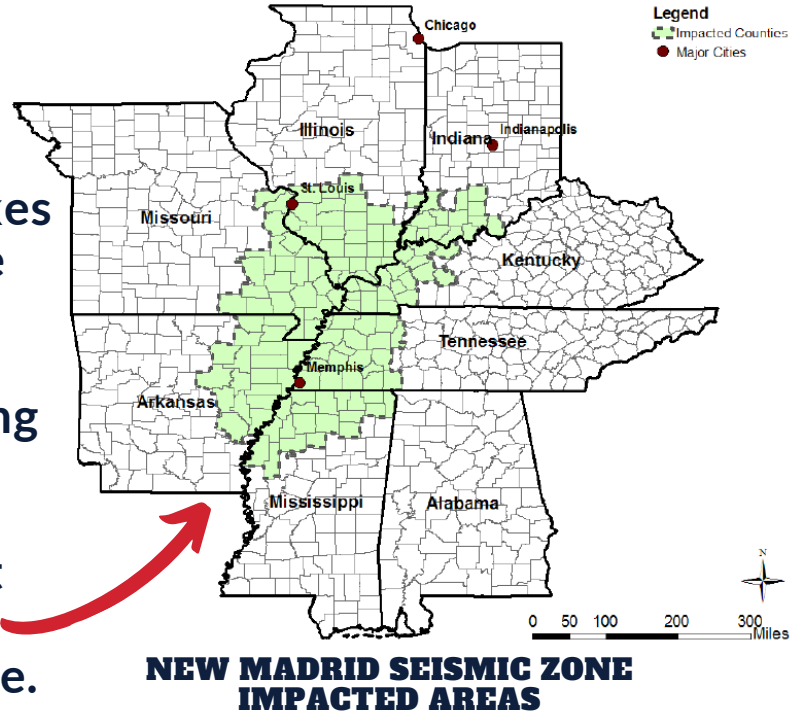 Legend
Impacted Counties
Major Cities
Chicago
Illinois
Indiana
Indianapolis
St. Louis
Missouri
Kentucky
Tennessee
Memphis
Arkansas
Mississippi
Alabama
N
0 50 100 200 300
Miles
NEW MADRID SEISMIC ZONE
IMPACTED AREAS